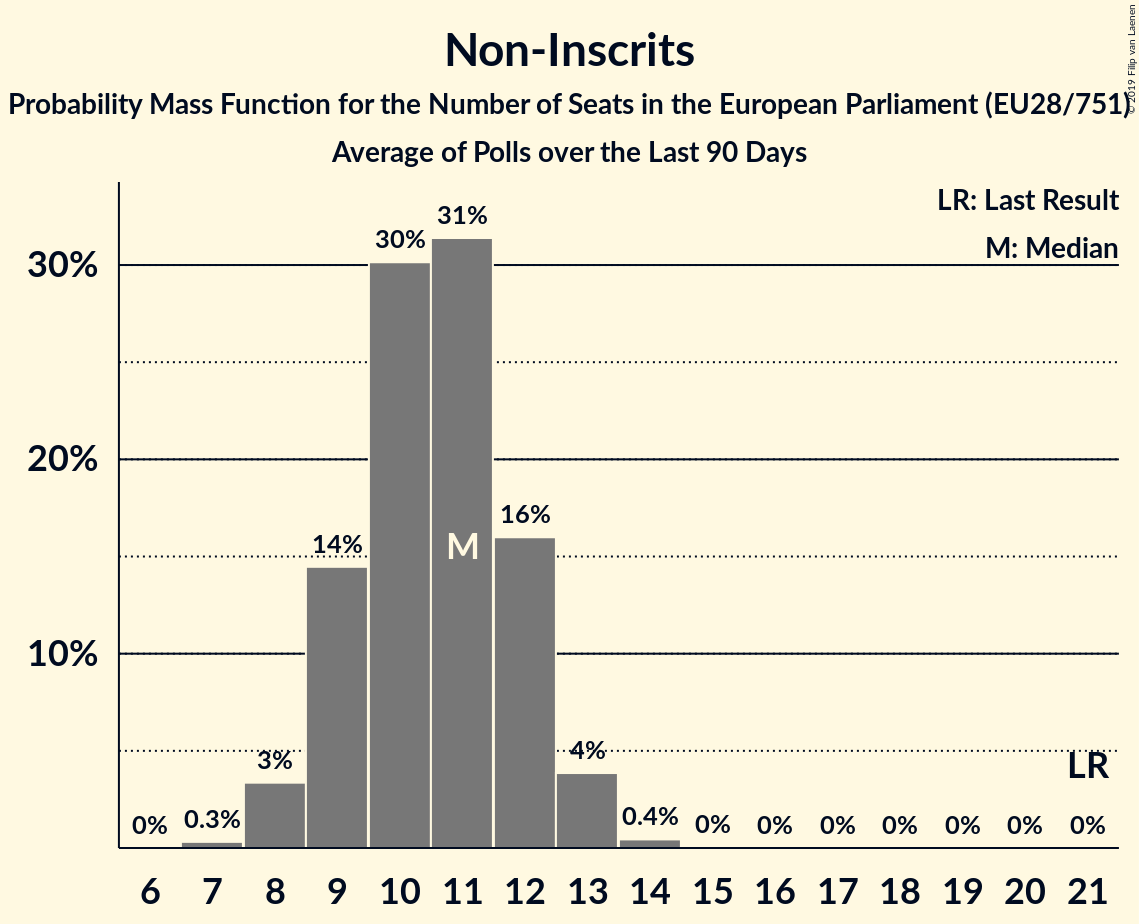 Non-Inscrits
Probability Mass Function for the Number of Seats in the European Parliament (EU28/751)
Average of Polls over the Last 90 Days
© 2019 Filip van Laenen
LR: Last Result
M: Median
30%
20%
10%
0%
0.3%
3%
14%
30%
31%
16%
4%
0.4%
0%
0%
0%
0%
0%
0%
0%
M
LR
6 7 8 9 10 11 12 13 14 15 16 17 18 19 20 21